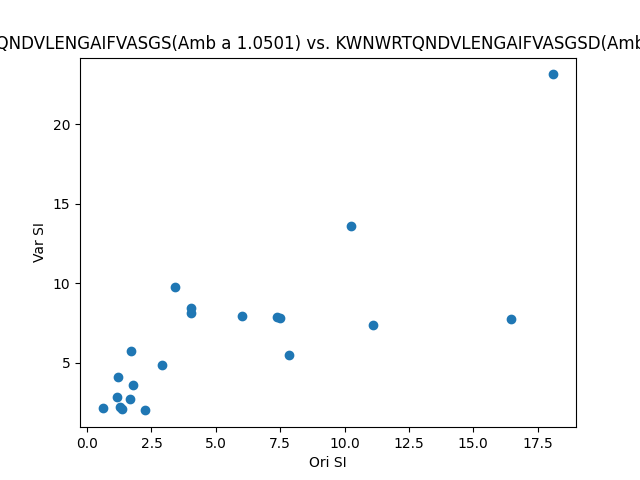 QNDVLENGAIFVASGS(Amb a 1.0501) vs. KWNWRTQNDVLENGAIFVASGSD(Amb
20
15
10
5
Var SI
0.0 2.5 5.0 7.5 10.0 12.5 15.0 17.5
Ori SI